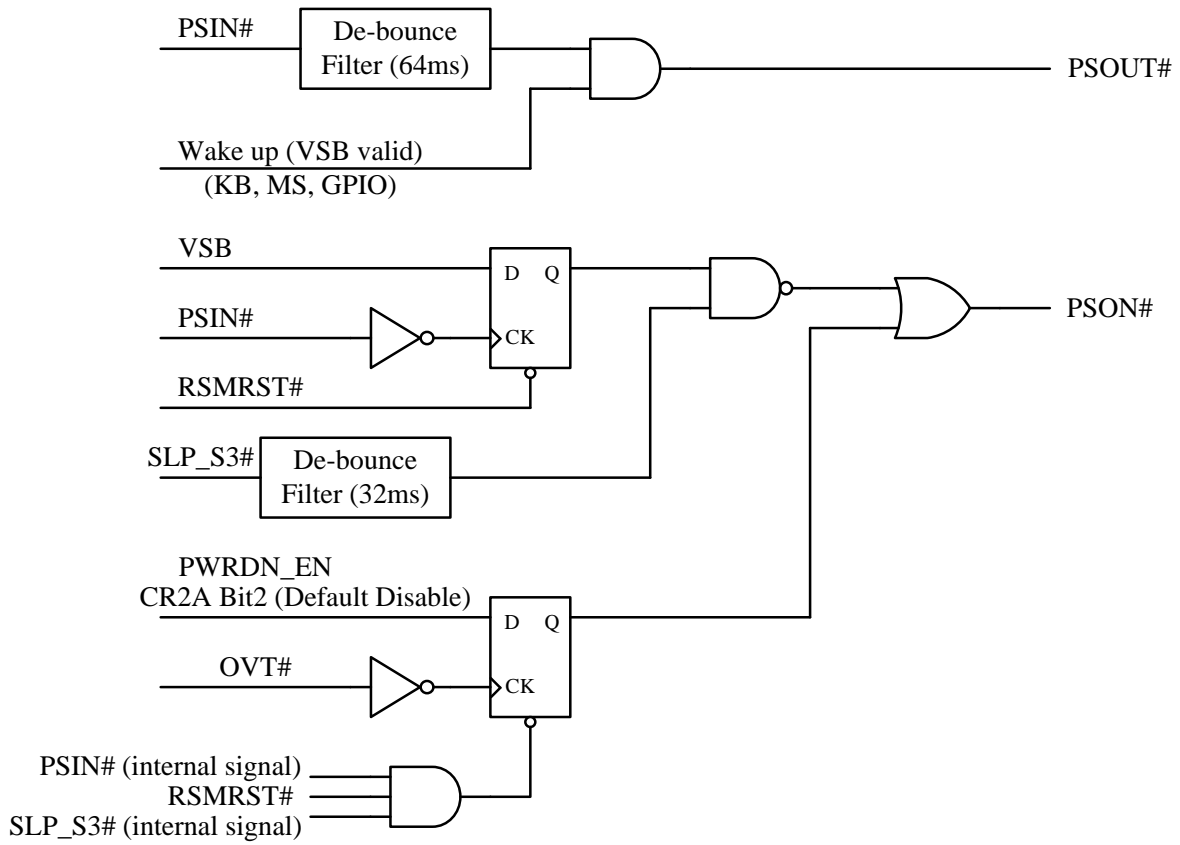 PSIN#
De-bounce
Filter (64ms)
PSOUT#
Wake up (VSB valid)
(KB, MS, GPIO)
VSB
D Q
PSIN#
CK
PSON#
RSMRST#
SLP_S3#
De-bounce
Filter (32ms)
PWRDN_EN
CR2A Bit2 (Default Disable)
D Q
OVT#
CK
PSIN# (internal signal)
RSMRST#
SLP_S3# (internal signal)